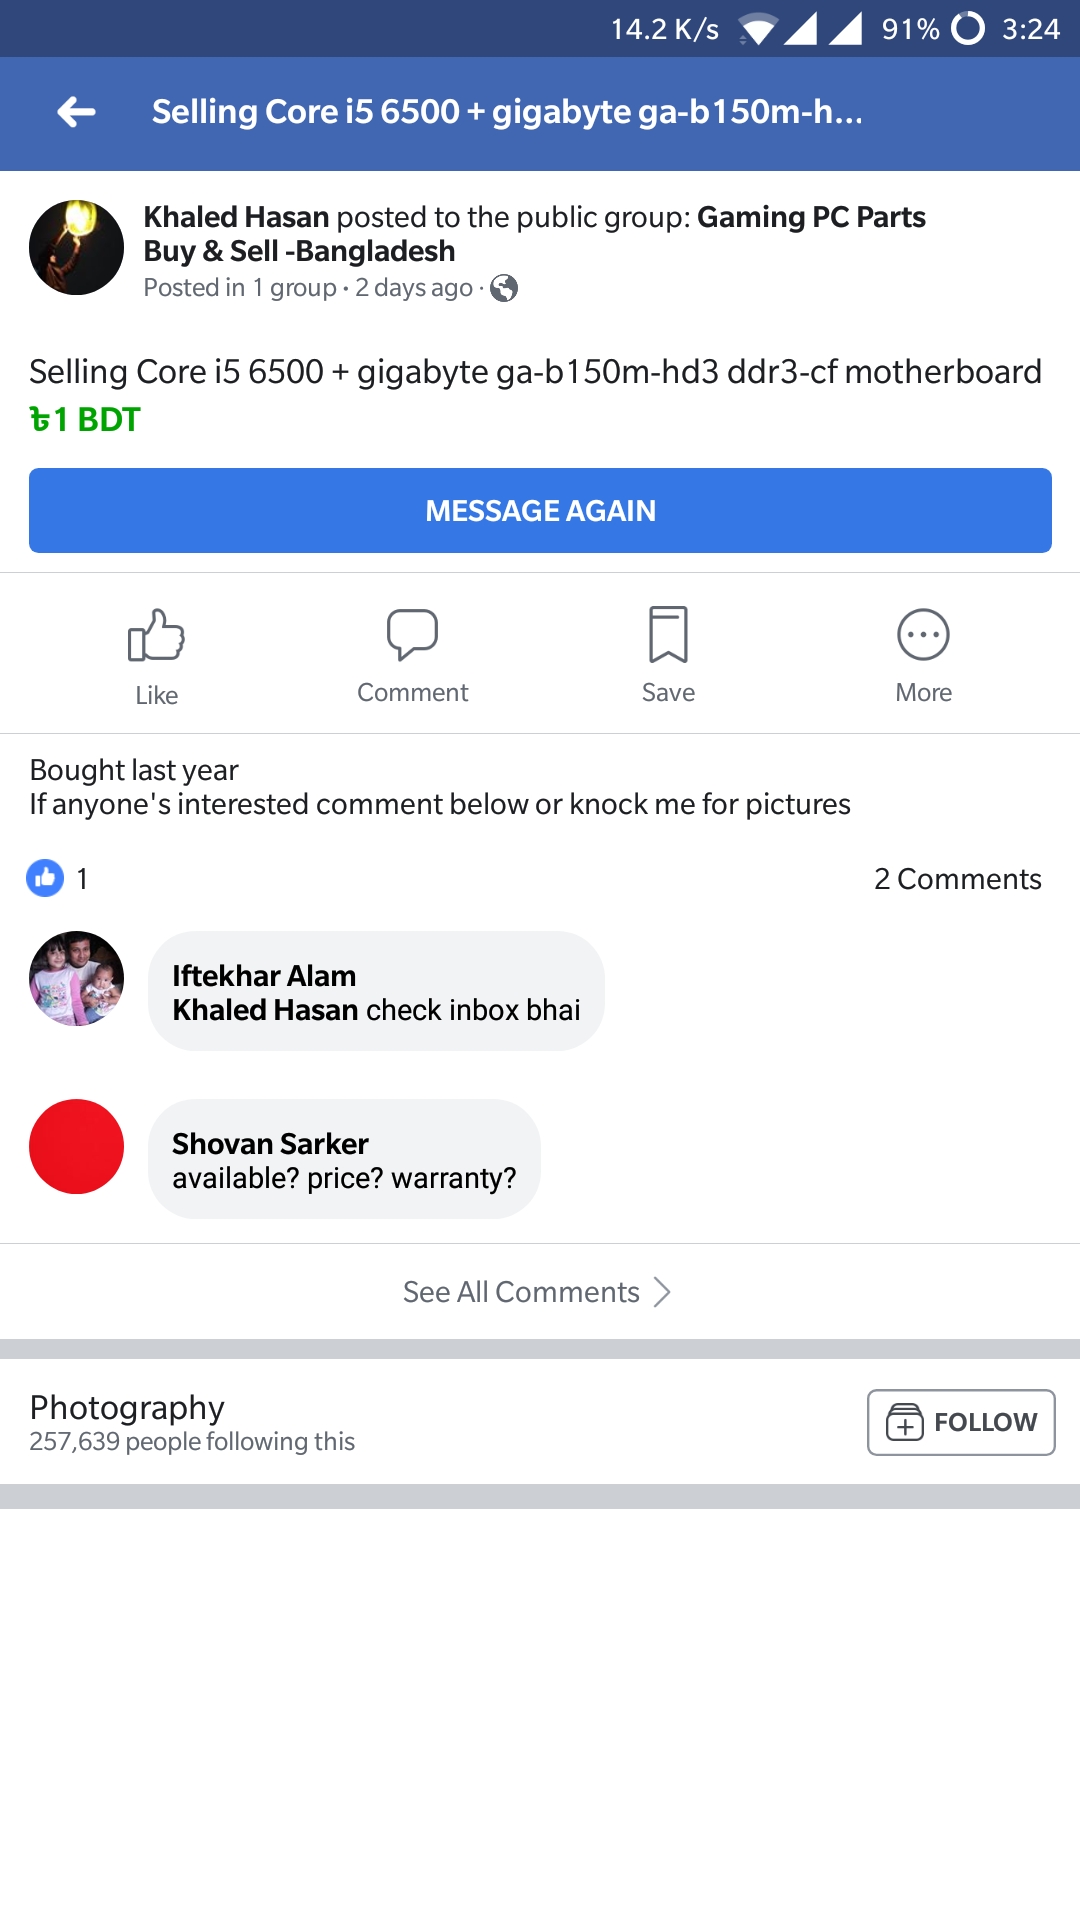 14.2 K/s 91% 3:24
Selling Core i5 6500 + gigabyte ga-b150m-h...
Khaled Hasan posted to the public group: Gaming PC Parts
Buy & Sell -Bangladesh
Posted in 1 group · 2 days ago ·
Selling Core i5 6500 + gigabyte ga-b150m-hd3 ddr3-cf motherboard
৳1 BDT
MESSAGE AGAIN
Like Comment Save More
Bought last year
If anyone's interested comment below or knock me for pictures
1 2 Comments
Iftekhar Alam
Khaled Hasan check inbox bhai
Shovan Sarker
available? price? warranty?
See All Comments
Photography
257,639 people following this
FOLLOW